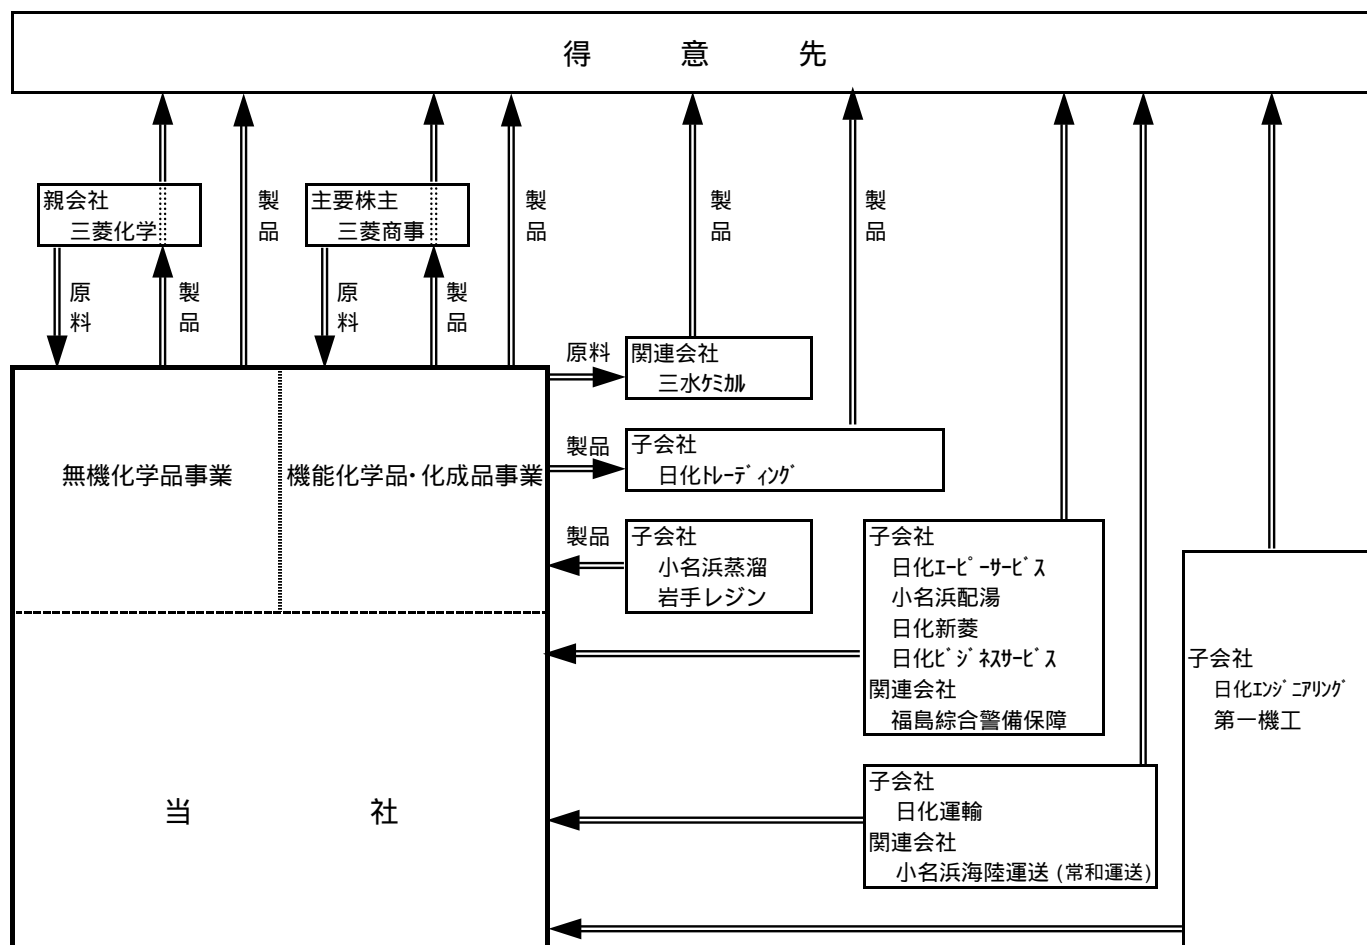 得意先
親会社
三菱化学
製品
主要株主
三菱商事
製品
製品
製品
原料
製品
原料
製品
原料
関連会社
三水ｹﾐｶﾙ
製品
子会社
日化ﾄﾚｰﾃﾞｨﾝｸﾞ
無機化学品事業
機能化学品・化成品事業
製品
子会社
小名浜蒸溜
岩手レジン
子会社
日化ｴｰﾋﾟｰｻｰﾋﾞｽ
小名浜配湯
日化新菱
日化ﾋﾞｼﾞﾈｽｻｰﾋﾞｽ
関連会社
福島綜合警備保障
子会社
日化ｴﾝｼﾞﾆｱﾘﾝｸﾞ
第一機工
当社
子会社
日化運輸
関連会社
小名浜海陸運送 (常和運送)